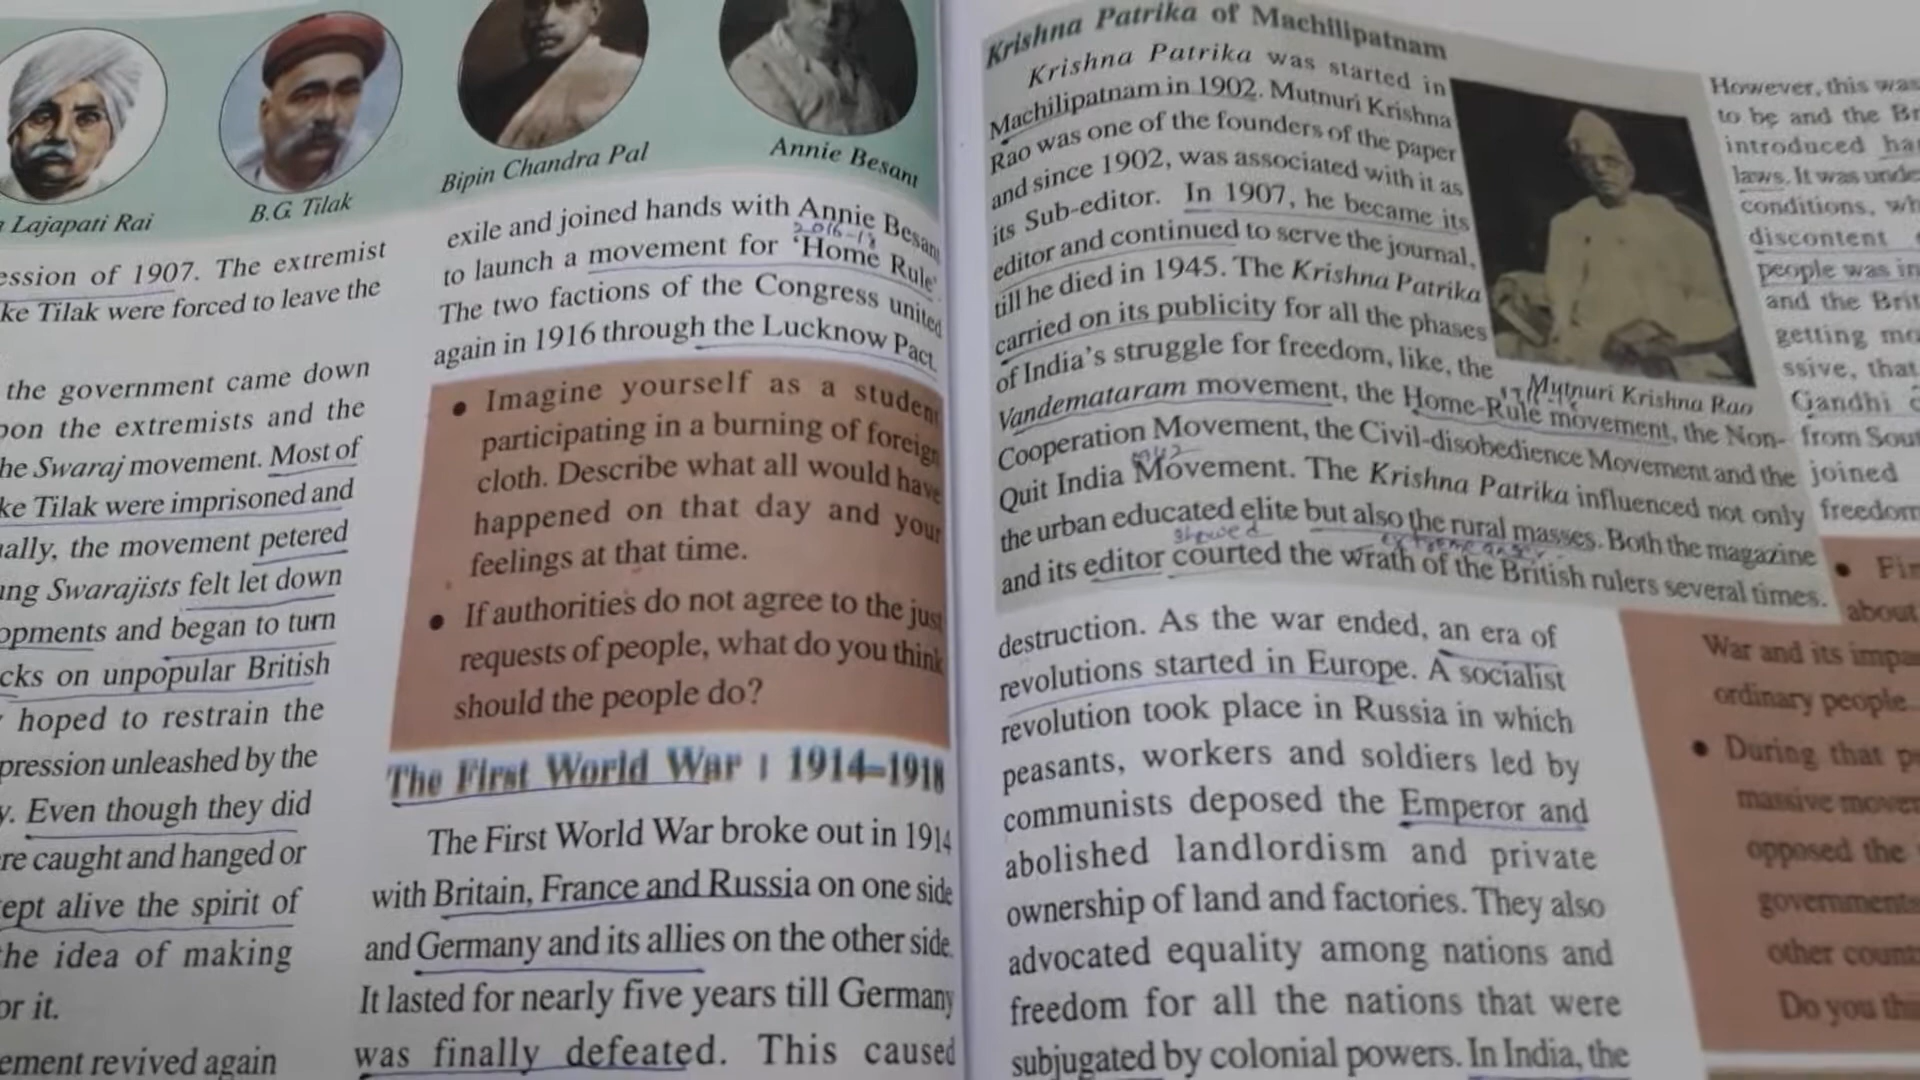 Lajapati Rai
B.G. Tilak
Bipin Chandra Pal
Annie Besant
ession of 1907. The extremist
ke Tilak were forced to leave the
the government came down
pon the extremists and the
he Swaraj movement. Most of
ke Tilak were imprisoned and
ally, the movement petered
ung Swarajists felt let down
opments and began to turn
cks on unpopular British
hoped to restrain the
pression unleashed by the
y. Even though they did
re caught and hanged or
ept alive the spirit of
the idea of making
or it.
ement revived again
exile and joined hands with Annie Besant
2016-18
to launch a movement for ‘Home Rule’.
The two factions of the Congress united
again in 1916 through the Lucknow Pact.
• Imagine yourself as a student
participating in a burning of foreign
cloth. Describe what all would have
happened on that day and your
feelings at that time.
• If authorities do not agree to the just
requests of people, what do you think
should the people do?
The First World War : 1914–1918
The First World War broke out in 1914
with Britain, France and Russia on one side
and Germany and its allies on the other side.
It lasted for nearly five years till Germany
was finally defeated. This caused
Krishna Patrika of Machilipatnam
Krishna Patrika was started in
Machilipatnam in 1902. Mutnuri Krishna
Rao was one of the founders of the paper
and since 1902, was associated with it as
its Sub-editor. In 1907, he became its
editor and continued to serve the journal,
till he died in 1945. The Krishna Patrika
carried on its publicity for all the phases
of India’s struggle for freedom, like, the
Mutnuri Krishna Rao
Vandemataram movement, the Home-Rule movement, the Non-
Cooperation Movement, the Civil-disobedience Movement and the
Quit India Movement. The Krishna Patrika influenced not only
the urban educated elite but also the rural masses. Both the magazine
showed
and its editor courted the wrath of the British rulers several times.
destruction. As the war ended, an era of
revolutions started in Europe. A socialist
revolution took place in Russia in which
peasants, workers and soldiers led by
communists deposed the Emperor and
abolished landlordism and private
ownership of land and factories. They also
advocated equality among nations and
freedom for all the nations that were
subjugated by colonial powers. In India, the
However, this was
to be and the Br
introduced ha
laws. It was unde
conditions, wh
discontent
people was in
and the Brit
getting mo
ssive, that
Gandhi
from Sout
joined
freedom
• Fin
about
War and its impa
ordinary people.
• During that p
massive mover
opposed the
governments
other count
Do you thi